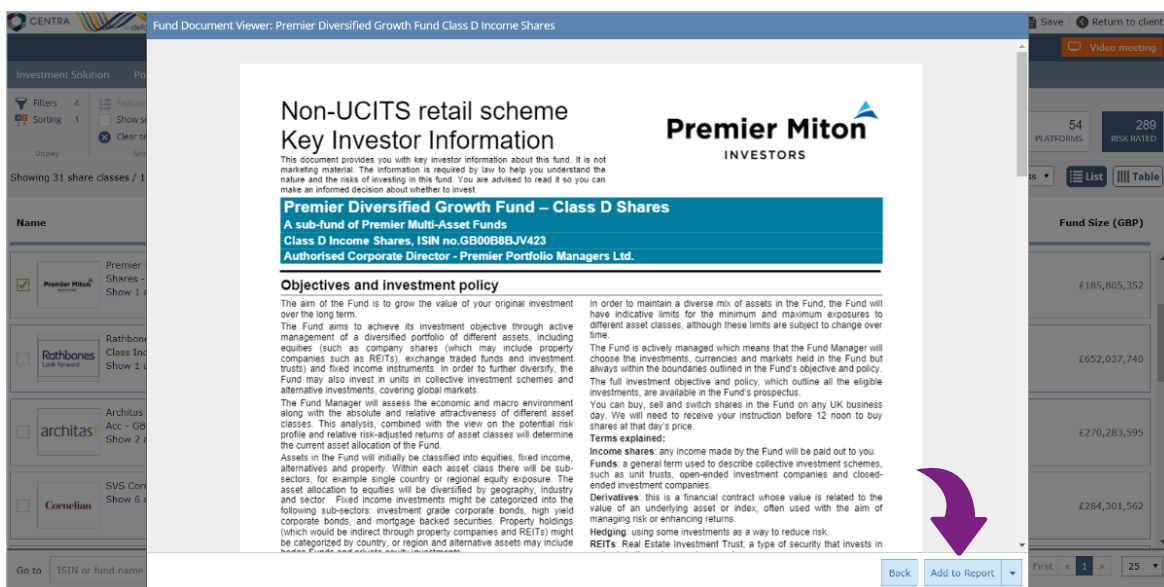 CENTRA
Fund Document Viewer: Premier Diversified Growth Fund Class D Income Shares
Save
Return to client
Video meeting
Investment Solution
Filters 4
Sorting 1
Display
Show
Clear
54
PLATFORMS
289
RISK RATED
Showing 31 share classes /
List
Table
Name
Fund Size (GBP)
Non-UCITS retail scheme
Key Investor Information
This document provides you with key investor information about this fund. It is not
marketing material. The information is required by law to help you understand the
nature and the risks of investing in this fund. You are advised to read it so you can
make an informed decision about whether to invest.
Premier Miton
INVESTORS
Premier Diversified Growth Fund – Class D Shares
A sub-fund of Premier Multi-Asset Funds
Class D Income Shares, ISIN no.GB00B8BJV423
Authorised Corporate Director - Premier Portfolio Managers Ltd.
Objectives and investment policy
The aim of the Fund is to grow the value of your original investment
over the long term.
The Fund aims to achieve its investment objective through active
management of a diversified portfolio of different assets, including
equities (such as company shares (which may include property
companies such as REITs), exchange traded funds and investment
trusts) and fixed income instruments. In order to further diversify, the
Fund may also invest in units in collective investment schemes and
alternative investments, covering global markets.
The Fund Manager will assess the economic and macro environment
along with the absolute and relative attractiveness of different asset
classes. This analysis, combined with the view on the potential risk
profile and relative risk-adjusted returns of asset classes will determine
the current asset allocation of the Fund.
Assets in the Fund will initially be classified into equities, fixed income,
alternatives and property. Within each asset class there will be sub-
sectors, for example single country or regional equity exposure. The
asset allocation to equities will be diversified by geography, industry
and sector. Fixed income investments might be categorized into the
following sub-sectors: investment grade corporate bonds, high yield
corporate bonds, and mortgage backed securities. Property holdings
(which would be indirect through property companies and REITs) might
be categorized by country, or region and alternative assets may include
hedge Funds and private equity investments.
In order to maintain a diverse mix of assets in the Fund, the Fund will
have indicative limits for the minimum and maximum exposures to
different asset classes, although these limits are subject to change over
time.
The Fund is actively managed which means that the Fund Manager will
choose the investments, currencies and markets held in the Fund but
always within the boundaries outlined in the Fund's objective and policy.
The full investment objective and policy, which outline all the eligible
investments, are available in the Fund's prospectus.
You can buy, sell and switch shares in the Fund on any UK business
day. We will need to receive your instruction before 12 noon to buy
shares at that day's price.
Terms explained:
Income shares: any income made by the Fund will be paid out to you.
Funds: a general term used to describe collective investment schemes,
such as unit trusts, open-ended investment companies and closed-
ended investment companies.
Derivatives: this is a financial contract whose value is related to the
value of an underlying asset or index, often used with the aim of
managing risk or enhancing returns.
Hedging: using some investments as a way to reduce risk.
REITs: Real Estate Investment Trust; a type of security that invests in
Premier Miton
Premier
Shares -
Show 1
£185,805,352
Rathbones
Look forward
Class Inc
Show 1
£652,037,740
architas
Architas
Acc - GB
Show 2
£270,283,595
Cornelian
SVS Cor
Show 6
£284,301,562
Go to
ISIN or fund name
Back
Add to Report
First
«
1
»
25